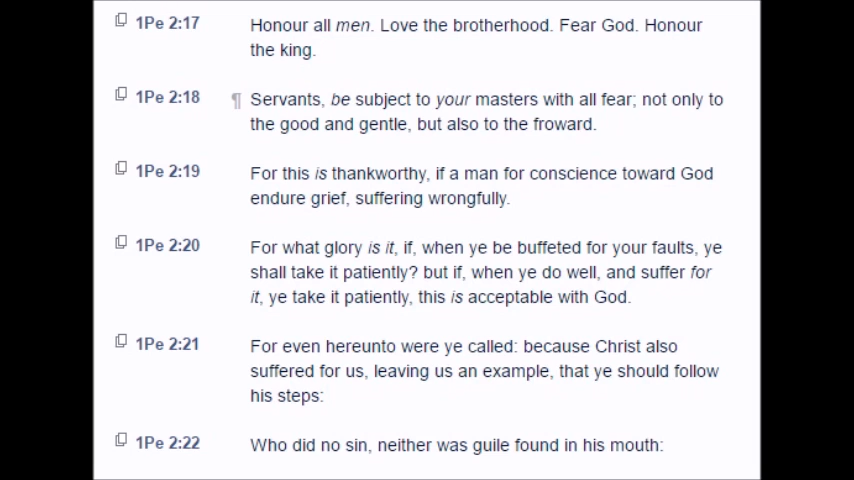 1Pe 2:17 Honour all men. Love the brotherhood. Fear God. Honour
the king.
1Pe 2:18 ¶ Servants, be subject to your masters with all fear; not only to
the good and gentle, but also to the froward.
1Pe 2:19 For this is thankworthy, if a man for conscience toward God
endure grief, suffering wrongfully.
1Pe 2:20 For what glory is it, if, when ye be buffeted for your faults, ye
shall take it patiently? but if, when ye do well, and suffer for
it, ye take it patiently, this is acceptable with God.
1Pe 2:21 For even hereunto were ye called: because Christ also
suffered for us, leaving us an example, that ye should follow
his steps:
1Pe 2:22 Who did no sin, neither was guile found in his mouth: